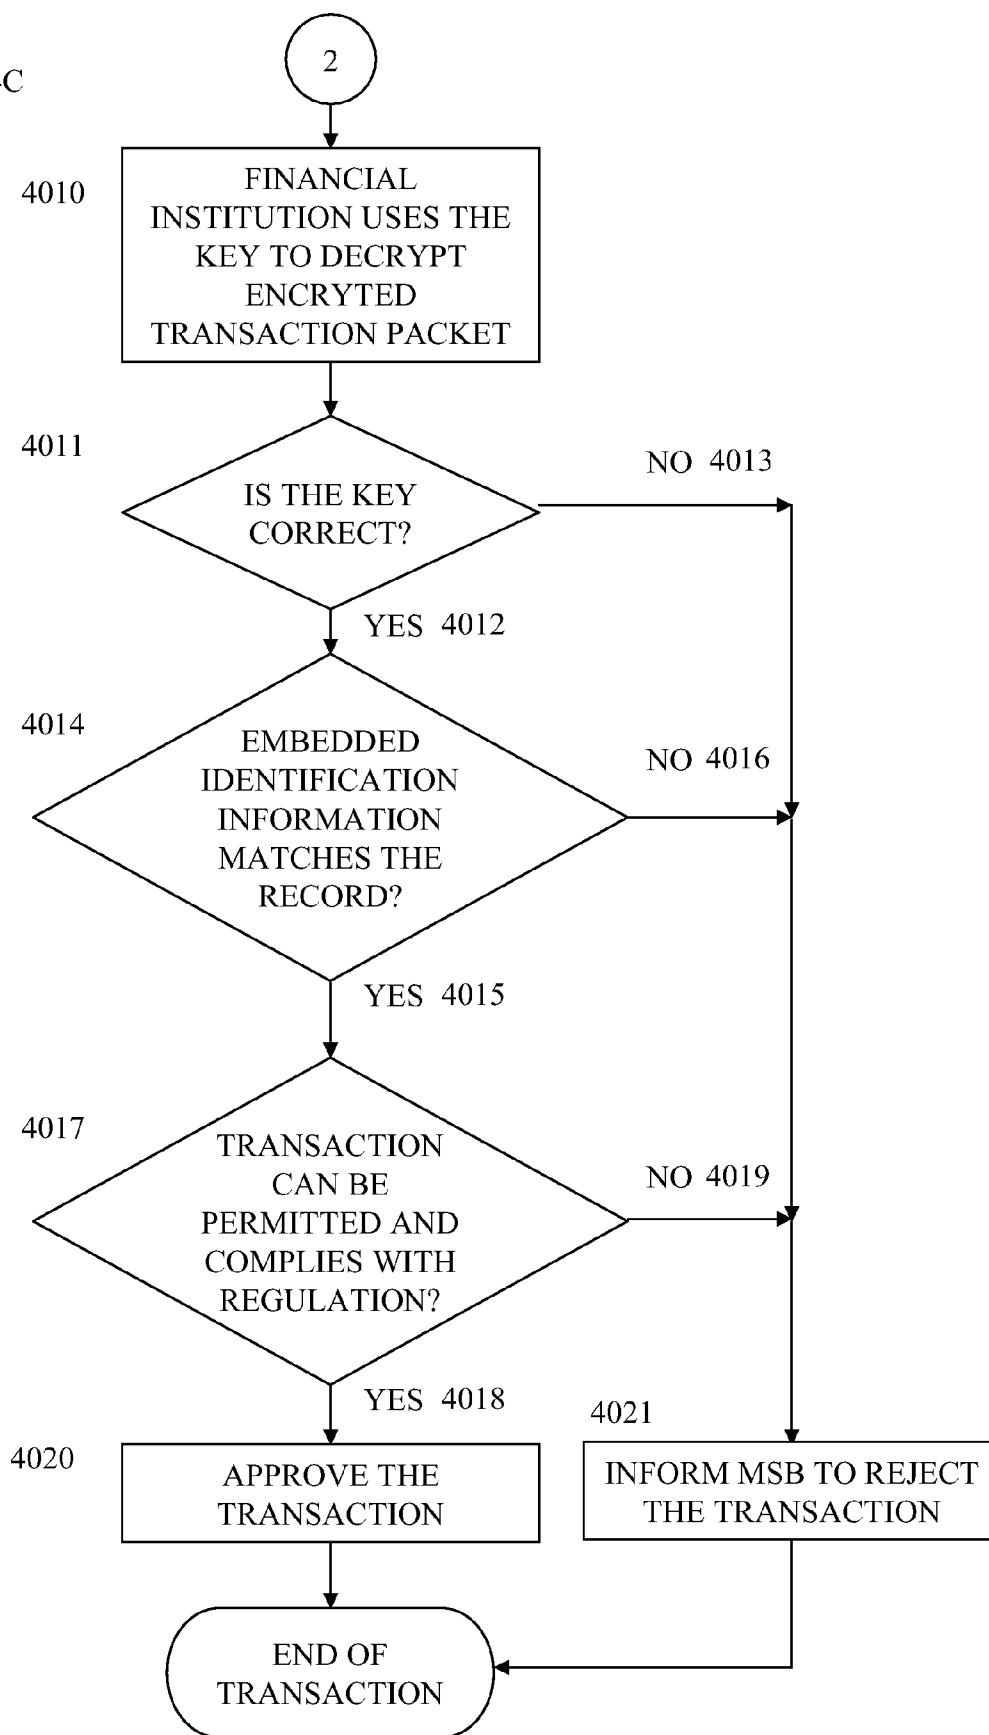 2
4C
4010
FINANCIAL
INSTITUTION USES THE
KEY TO DECRYPT
ENCRYTED
TRANSACTION PACKET
4011
IS THE KEY
CORRECT?
NO 4013
YES 4012
4014
EMBEDDED
IDENTIFICATION
INFORMATION
MATCHES THE
RECORD?
NO 4016
YES 4015
4017
TRANSACTION
CAN BE
PERMITTED AND
COMPLIES WITH
REGULATION?
NO 4019
YES 4018
4020
APPROVE THE
TRANSACTION
4021
INFORM MSB TO REJECT
THE TRANSACTION
END OF
TRANSACTION